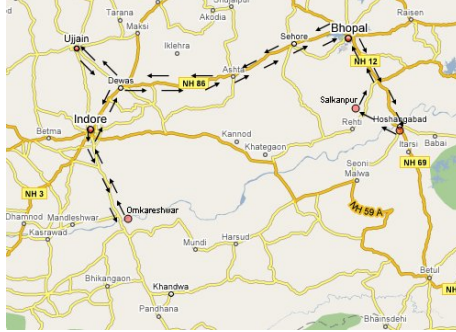 Tarana
Akodia
Raisen
Bhopal
Ujjain
Maksi
Iklehra
Sehore
NH 12
Ashta
Dewas
NH 86
Salkanpur
Indore
Rehti
Hoshangabad
Betma
Kannod
Babai
Itarsi
Khategaon
NH 69
Seoni
Malwa
NH 3
Omkareshwar
NH 59 A
Dhamnod
Mandleshwar
Kasrawad
Mundi
Harsud
Betul
Bhikangaon
Khandwa
NH
Pandhana
Bhainsdehi